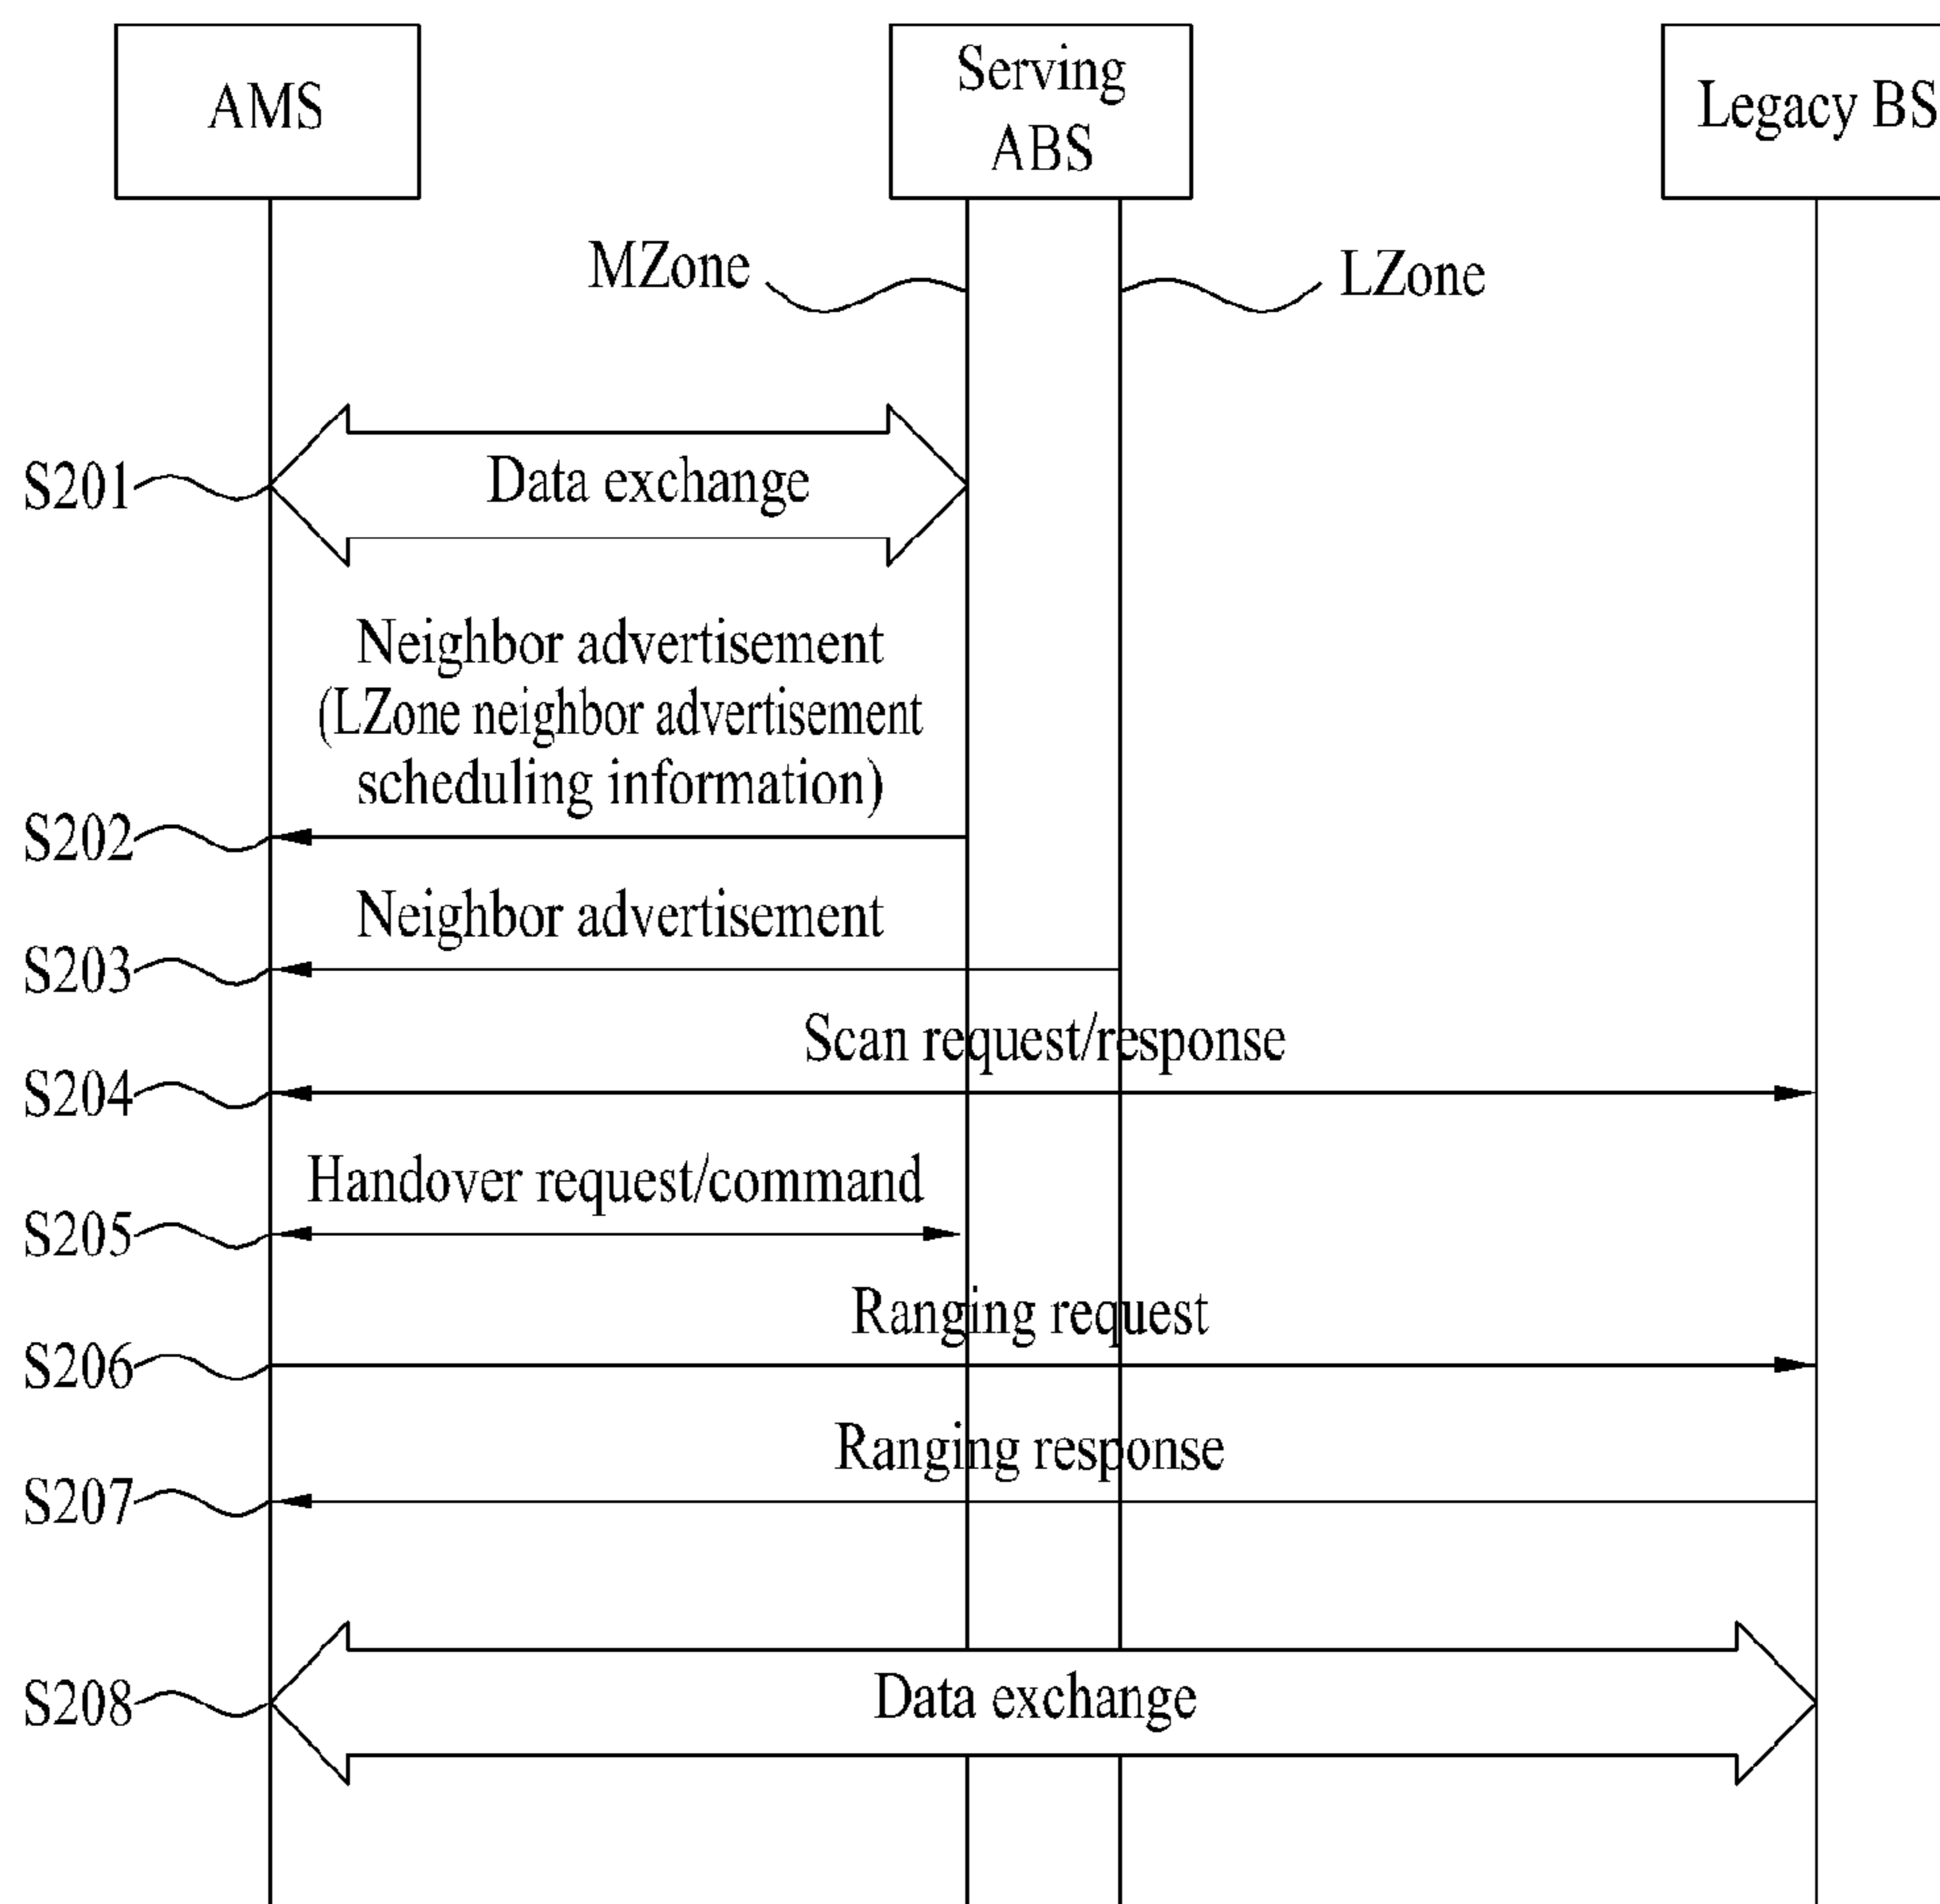 AMS
Serving
ABS
Legacy BS
MZone
LZone
S201
Data exchange
Neighbor advertisement
(LZone neighbor advertisement
scheduling information)
S202
Neighbor advertisement
S203
Scan request/response
S204
Handover request/command
S205
Ranging request
S206
Ranging response
S207
S208
Data exchange